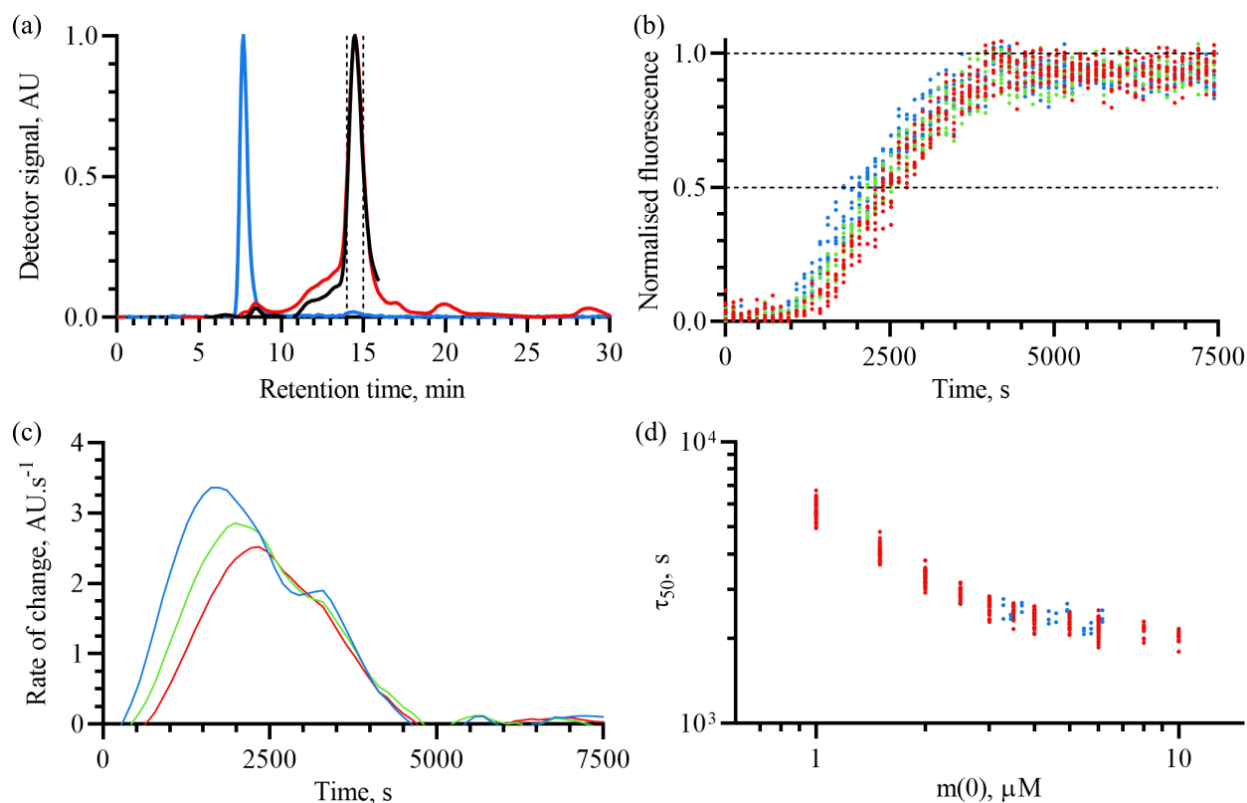 (a)
Detector signal, AU
1.0
0.5
0.0
0 5 10 15 20 25 30
Retention time, min
(b)
Normalised fluorescence
1.0
0.5
0.0
0 2500 5000 7500
Time, s
(c)
Rate of change, AU.s⁻¹
4
3
2
1
0
0 2500 5000 7500
Time, s
(d)
τ₅₀, s
10⁴
10³
1 10
m(0), μM